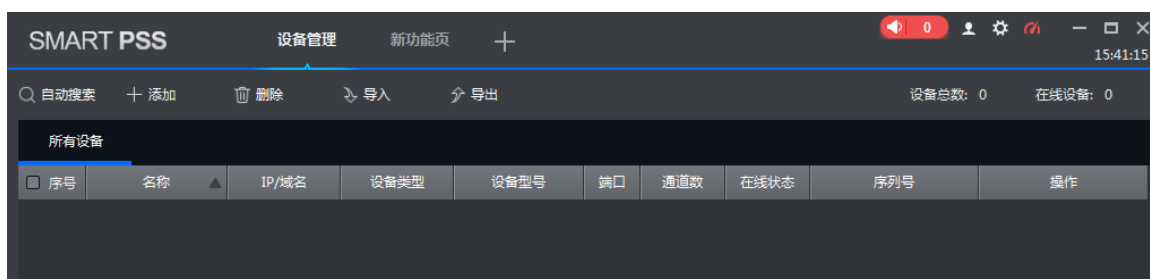 SMART PSS 设备管理 新功能页 0
15:41:15
自动搜索 添加 删除 导入 导出 设备总数: 0 在线设备: 0
所有设备
序号 名称 IP/域名 设备类型 设备型号 端口 通道数 在线状态 序列号 操作